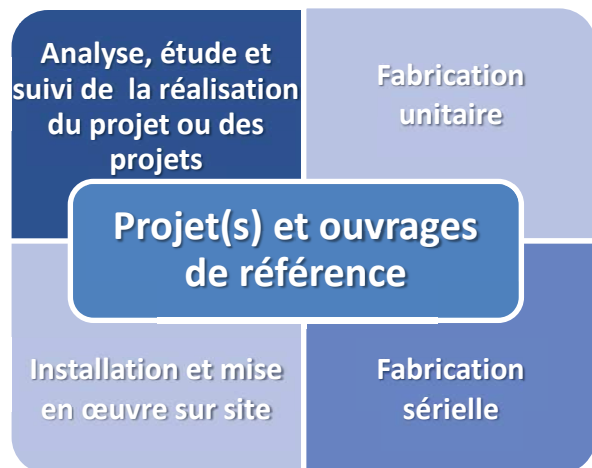 Analyse, étude et
suivi de la réalisation
du projet ou des
projets
Fabrication
unitaire
Projet(s) et ouvrages
de référence
Installation et mise
en œuvre sur site
Fabrication
sérielle